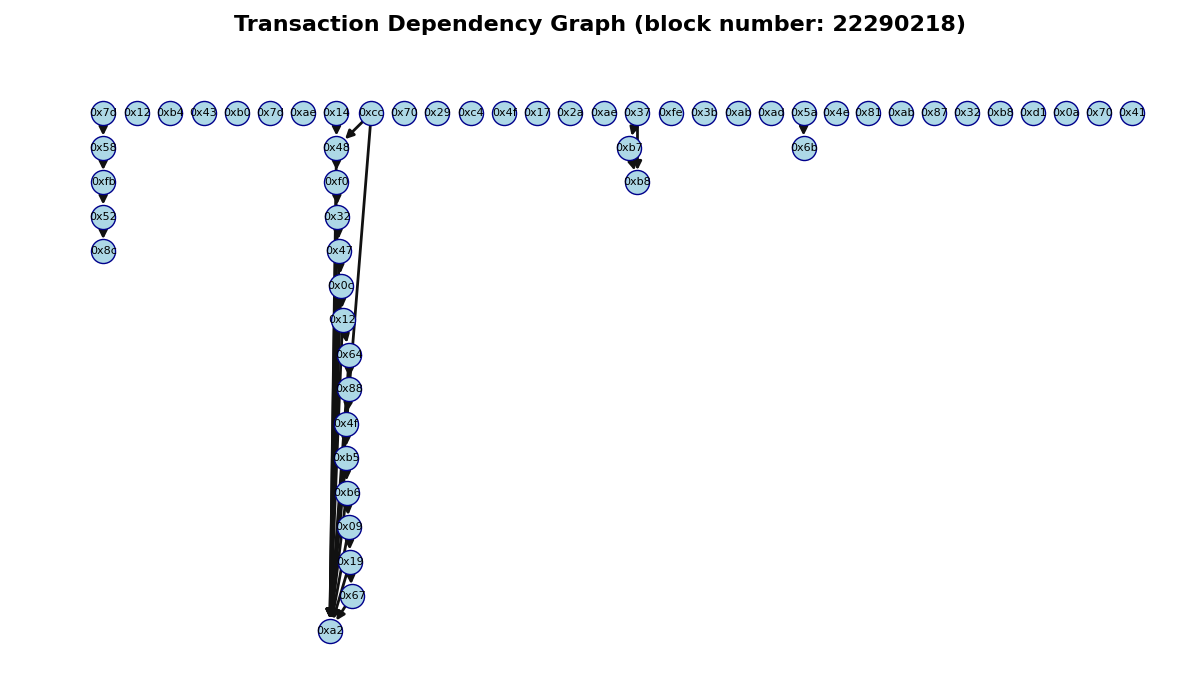 Transaction Dependency Graph (block number: 22290218)
0x7d 0x12 0xb4 0x43 0xb0 0x7d 0xae 0x14 0xcc 0x70 0x29 0xc4 0x4f 0x17 0x2a 0xae 0x37 0xfe 0x3b 0xab 0xad 0x5a 0x4e 0x81 0xab 0x87 0x32 0xb8 0xd1 0x0a 0x70 0x41
0x58 0x48 0xb7 0x6b
0xfb 0xf0 0xb8
0x52 0x32
0x8c 0x47
0x0c
0x12
0x64
0x88
0x4f
0xb5
0xb6
0x09
0x19
0x67
0xa2